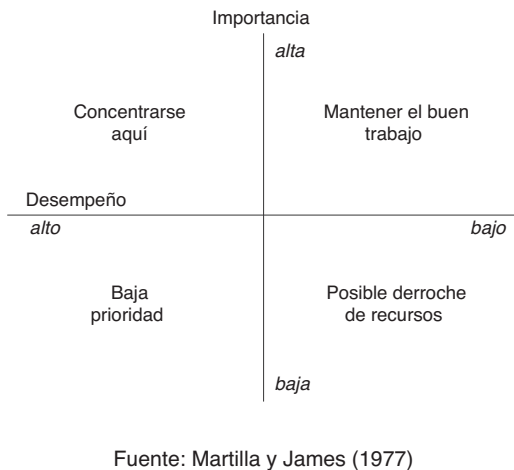 Importancia
alta
Concentrarse
aquí
Mantener el buen
trabajo
Desempeño
alto
bajo
Baja
prioridad
Posible derroche
de recursos
baja
Fuente: Martilla y James (1977)